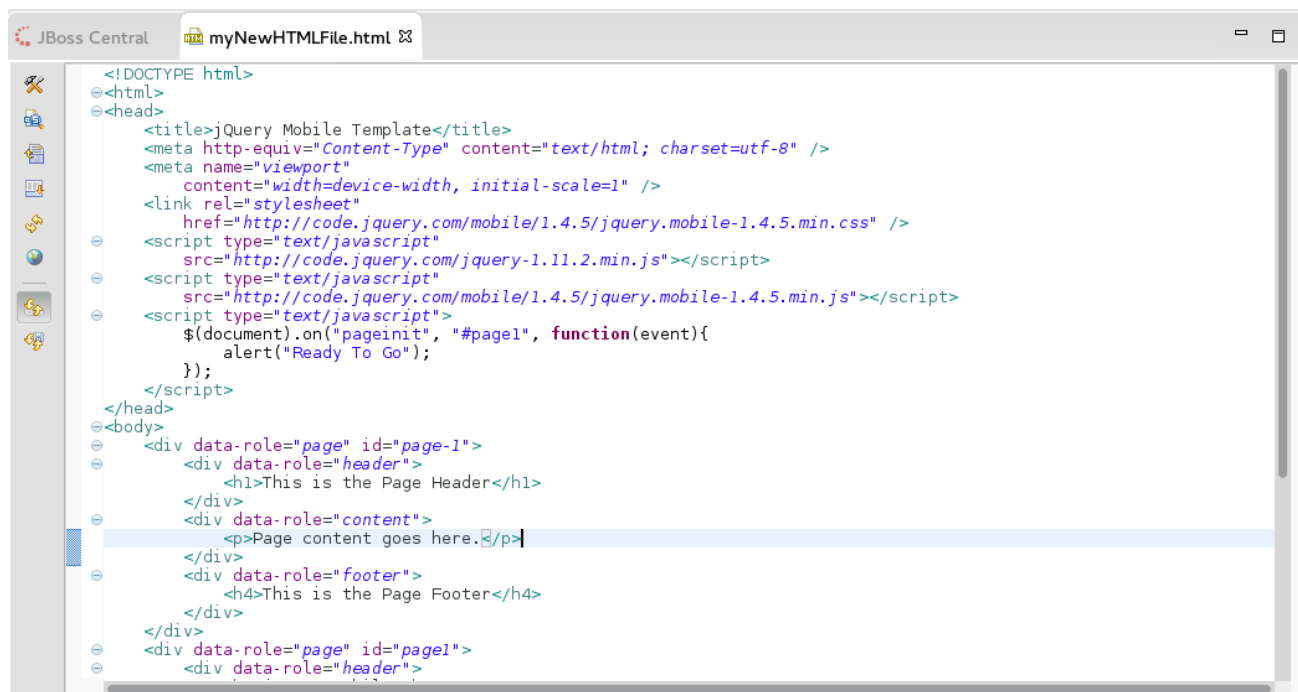 JBoss Central
myNewHTMLFile.html
<!DOCTYPE html>
<html>
<head>
    <title>jQuery Mobile Template</title>
    <meta http-equiv="Content-Type" content="text/html; charset=utf-8" />
    <meta name="viewport"
        content="width=device-width, initial-scale=1" />
    <link rel="stylesheet"
        href="http://code.jquery.com/mobile/1.4.5/jquery.mobile-1.4.5.min.css" />
    <script type="text/javascript"
        src="http://code.jquery.com/jquery-1.11.2.min.js"></script>
    <script type="text/javascript"
        src="http://code.jquery.com/mobile/1.4.5/jquery.mobile-1.4.5.min.js"></script>
    <script type="text/javascript">
        $(document).on("pageinit", "#page1", function(event){
            alert("Ready To Go");
        });
    </script>
</head>
<body>
    <div data-role="page" id="page-1">
        <div data-role="header">
            <h1>This is the Page Header</h1>
        </div>
        <div data-role="content">
            <p>Page content goes here.</p>
        </div>
        <div data-role="footer">
            <h4>This is the Page Footer</h4>
        </div>
    </div>
    <div data-role="page" id="page1">
        <div data-role="header">